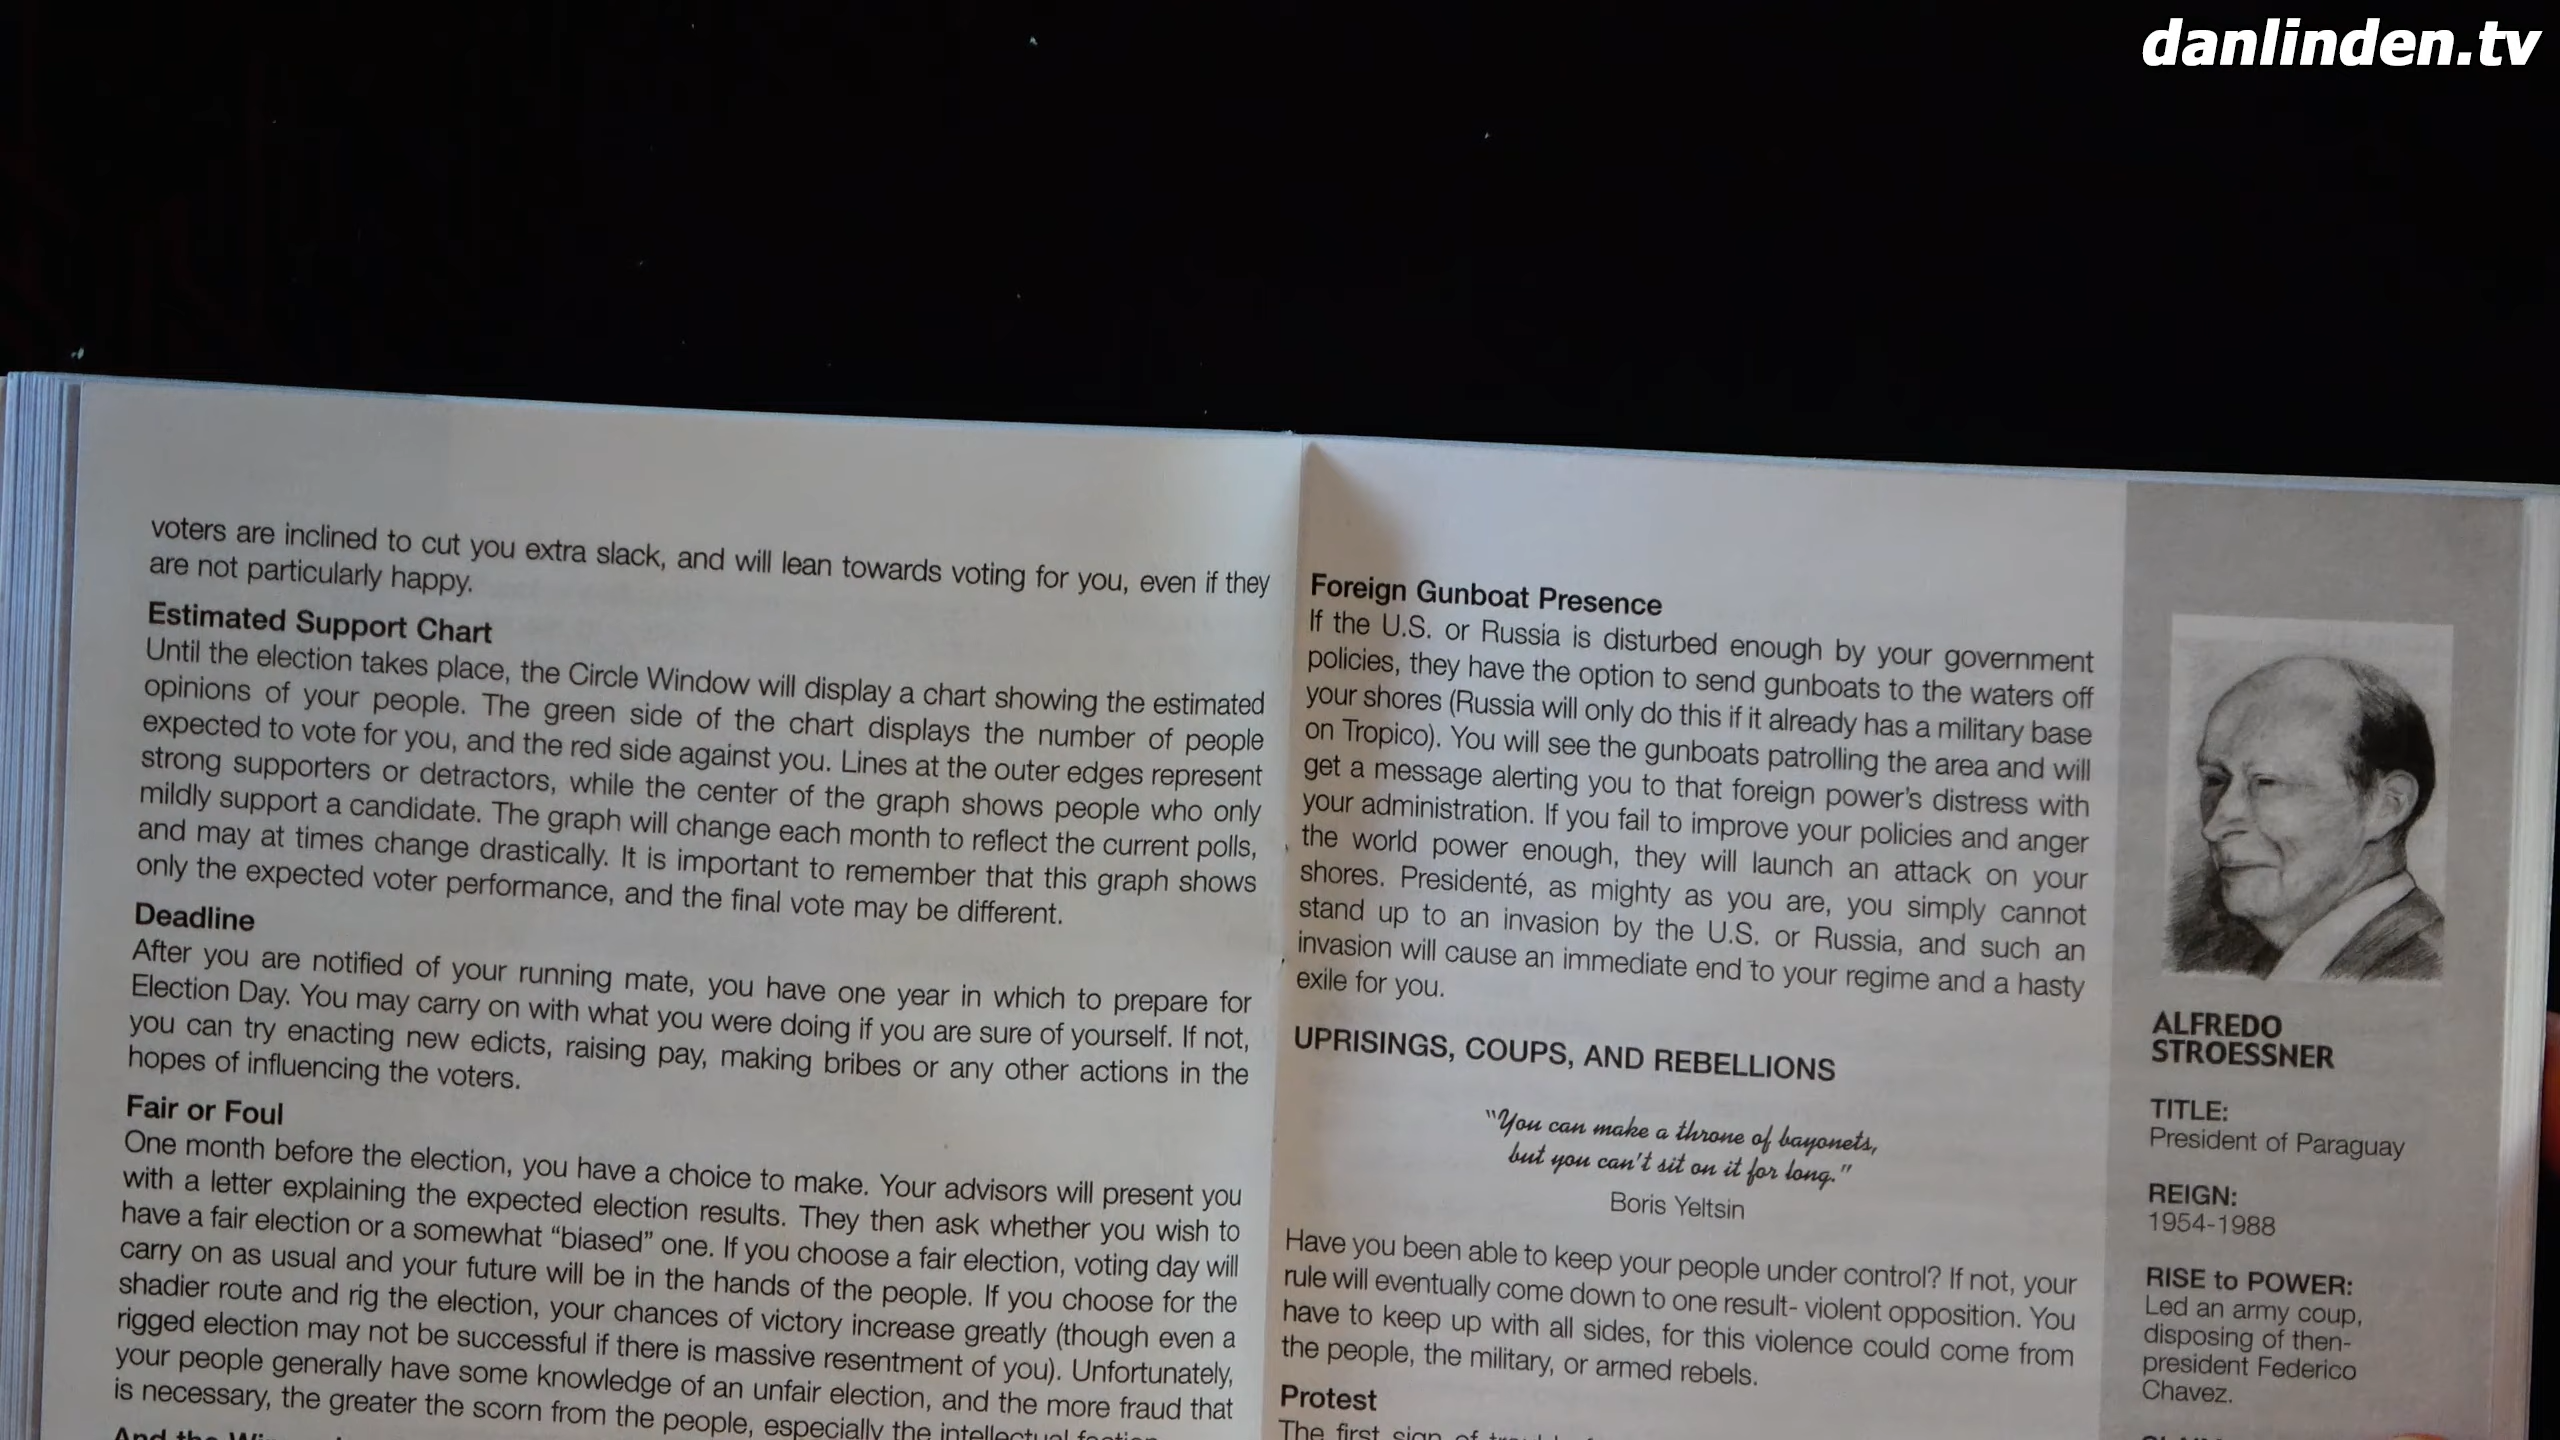 danlinden.tv
voters are inclined to cut you extra slack, and will lean towards voting for you, even if they
are not particularly happy.
Estimated Support Chart
Until the election takes place, the Circle Window will display a chart showing the estimated
opinions of your people. The green side of the chart displays the number of people
expected to vote for you, and the red side against you. Lines at the outer edges represent
strong supporters or detractors, while the center of the graph shows people who only
mildly support a candidate. The graph will change each month to reflect the current polls,
and may at times change drastically. It is important to remember that this graph shows
only the expected voter performance, and the final vote may be different.
Deadline
After you are notified of your running mate, you have one year in which to prepare for
Election Day. You may carry on with what you were doing if you are sure of yourself. If not,
you can try enacting new edicts, raising pay, making bribes or any other actions in the
hopes of influencing the voters.
Fair or Foul
One month before the election, you have a choice to make. Your advisors will present you
with a letter explaining the expected election results. They then ask whether you wish to
have a fair election or a somewhat “biased” one. If you choose a fair election, voting day will
carry on as usual and your future will be in the hands of the people. If you choose for the
shadier route and rig the election, your chances of victory increase greatly (though even a
rigged election may not be successful if there is massive resentment of you). Unfortunately,
your people generally have some knowledge of an unfair election, and the more fraud that
is necessary, the greater the scorn from the people, especially the intellectual
And the
Foreign Gunboat Presence
If the U.S. or Russia is disturbed enough by your government
policies, they have the option to send gunboats to the waters off
your shores (Russia will only do this if it already has a military base
on Tropico). You will see the gunboats patrolling the area and will
get a message alerting you to that foreign power’s distress with
your administration. If you fail to improve your policies and anger
the world power enough, they will launch an attack on your
shores. Presidenté, as mighty as you are, you simply cannot
stand up to an invasion by the U.S. or Russia, and such an
invasion will cause an immediate end to your regime and a hasty
exile for you.
UPRISINGS, COUPS, AND REBELLIONS
“You can make a throne of bayonets,
but you can’t sit on it for long.”
Boris Yeltsin
Have you been able to keep your people under control? If not, your
rule will eventually come down to one result- violent opposition. You
have to keep up with all sides, for this violence could come from
the people, the military, or armed rebels.
Protest
The first sign of
ALFREDO
STROESSNER
TITLE:
President of Paraguay
REIGN:
1954-1988
RISE to POWER:
Led an army coup,
disposing of then-
president Federico
Chavez.